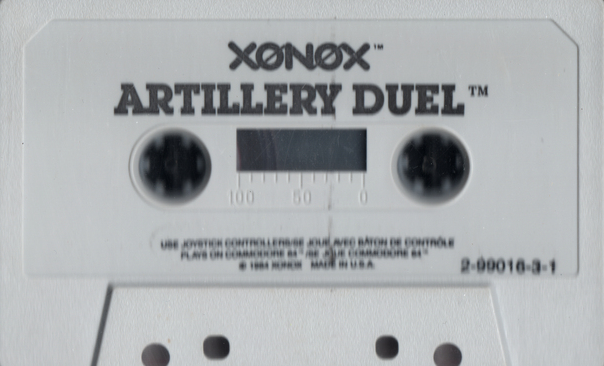 XØNØX™
ARTILLERY DUEL™
100 50 0
USE JOYSTICK CONTROLLERS/SE JOUE AVEC BÂTON DE CONTRÔLE
PLAYS ON COMMODORE 64™/SE JOUE COMMODORE 64™
© 1984 XONOX MADE IN U.S.A.
2-99016-3-1